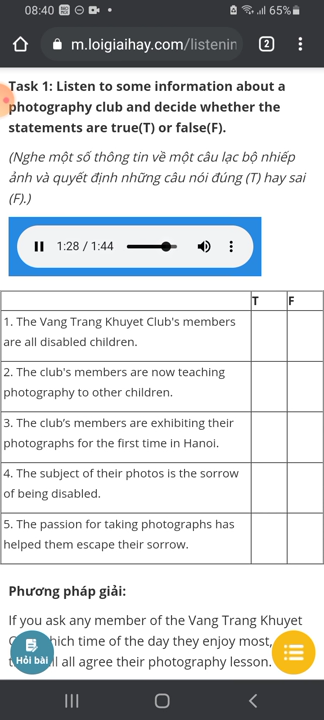 08:40
65%
m.loigiaihay.com/listenin
2
Task 1: Listen to some information about a
photography club and decide whether the
statements are true(T) or false(F).
(Nghe một số thông tin về một câu lạc bộ nhiếp
ảnh và quyết định những câu nói đúng (T) hay sai
(F).)
1:28 / 1:44
T F
1. The Vang Trang Khuyet Club's members
are all disabled children.
2. The club's members are now teaching
photography to other children.
3. The club's members are exhibiting their
photographs for the first time in Hanoi.
4. The subject of their photos is the sorrow
of being disabled.
5. The passion for taking photographs has
helped them escape their sorrow.
Phương pháp giải:
If you ask any member of the Vang Trang Khuyet
which time of the day they enjoy most,
all agree their photography lesson.
Hỏi bài